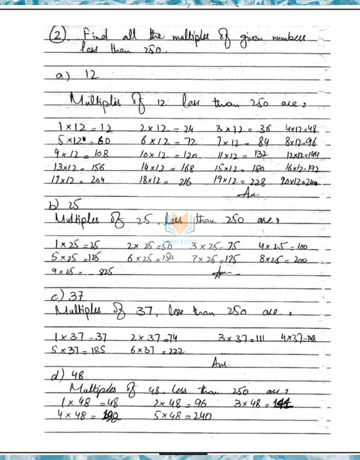 (2). Find all the multiples of given numbers
less than 250.
a) 12
Multiples of 12 less than 250 are:
1×12=12 2×12=24 3×12=36 4×12=48
5×12=60 6×12=72 7×12=84 8×12=96
9×12=108 10×12=120 11×12=132 12×12=144
13×12=156 14×12=168 15×12=180 16×12=192
17×12=204 18×12=216 19×12=228 20×12=240
Ans
b) 25
Multiples of 25 less than 250 are:
1×25=25 2×25=50 3×25=75 4×25=100
5×25=125 6×25=150 7×25=175 8×25=200
9×25=225
c) 37
Multiples of 37, less than 250 are:
1×37=37 2×37=74 3×37=111 4×37=148
5×37=185 6×37=222
Ans
d) 48
Multiples of 48 less than 250 are:
1×48=48 2×48=96 3×48=144
4×48=192 5×48=240